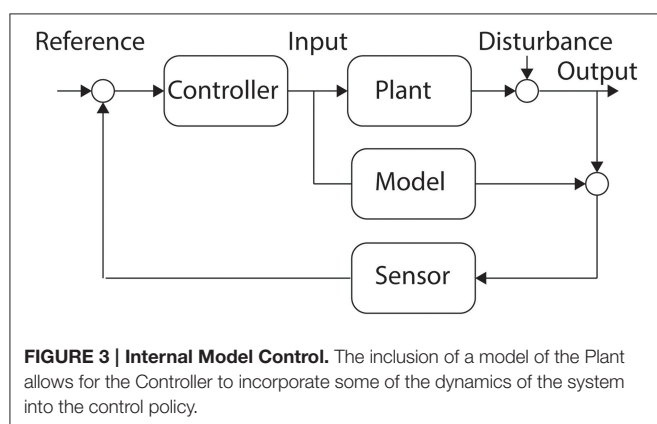 Reference
Input
Disturbance
Output
Controller
Plant
Model
Sensor
FIGURE 3 | Internal Model Control. The inclusion of a model of the Plant
allows for the Controller to incorporate some of the dynamics of the system
into the control policy.